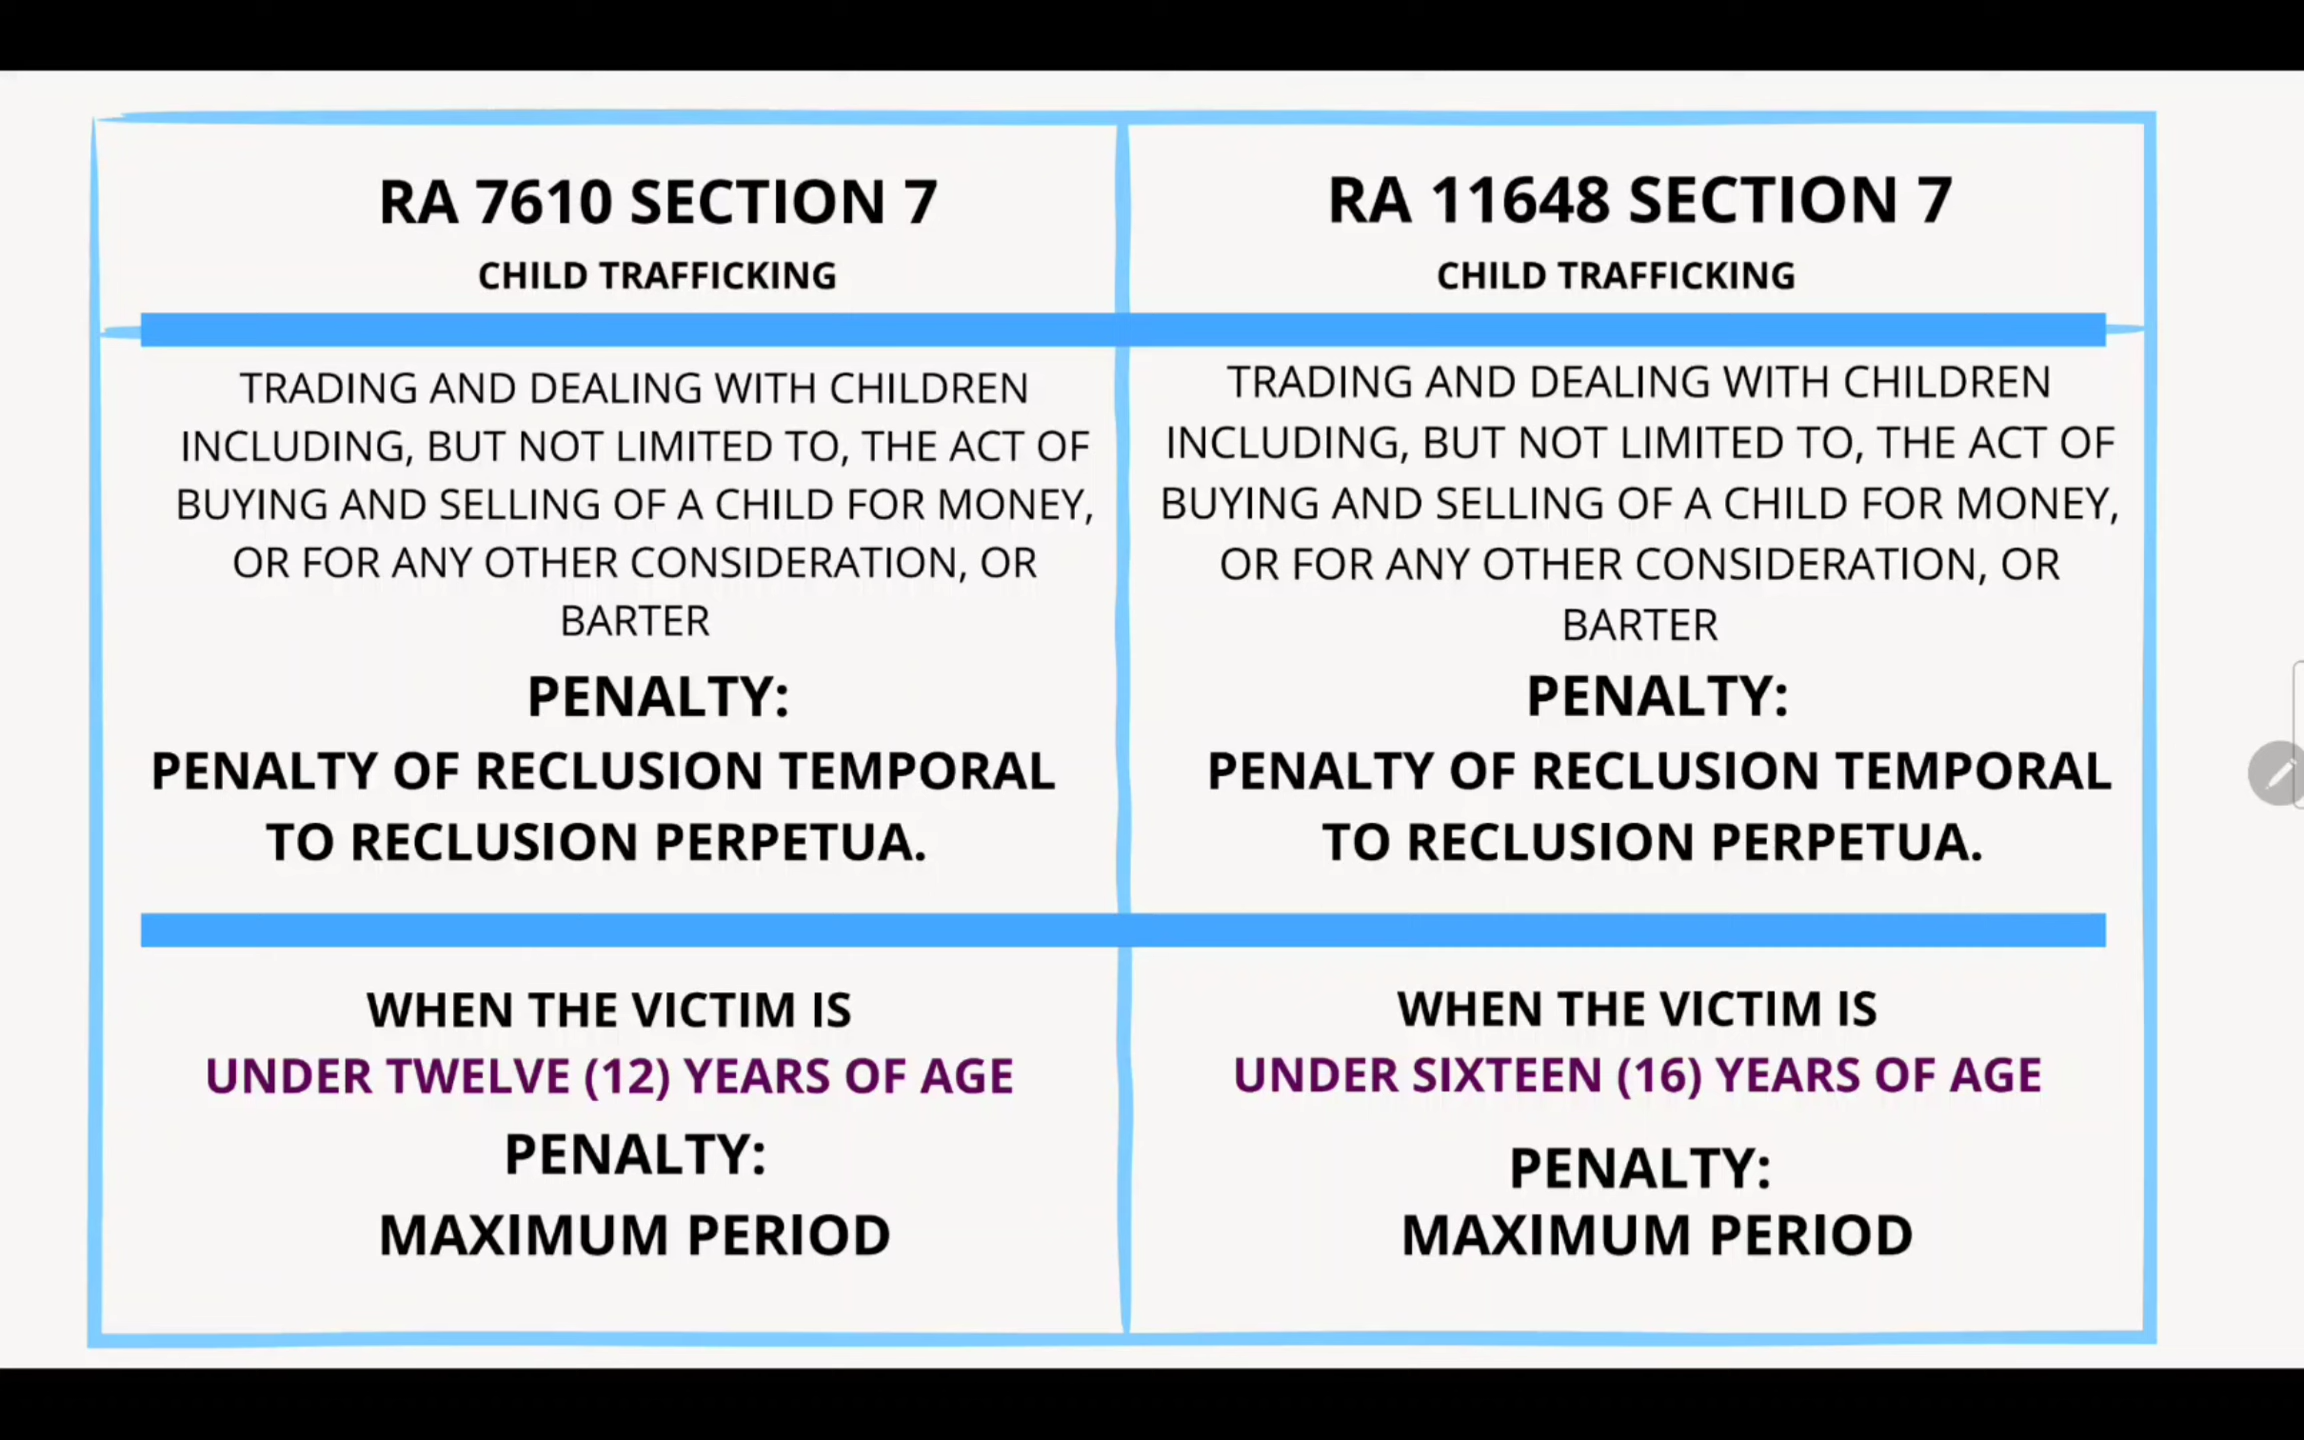 RA 7610 SECTION 7
CHILD TRAFFICKING
TRADING AND DEALING WITH CHILDREN
INCLUDING, BUT NOT LIMITED TO, THE ACT OF
BUYING AND SELLING OF A CHILD FOR MONEY,
OR FOR ANY OTHER CONSIDERATION, OR
BARTER
PENALTY:
PENALTY OF RECLUSION TEMPORAL
TO RECLUSION PERPETUA.
WHEN THE VICTIM IS
UNDER TWELVE (12) YEARS OF AGE
PENALTY:
MAXIMUM PERIOD
RA 11648 SECTION 7
CHILD TRAFFICKING
TRADING AND DEALING WITH CHILDREN
INCLUDING, BUT NOT LIMITED TO, THE ACT OF
BUYING AND SELLING OF A CHILD FOR MONEY,
OR FOR ANY OTHER CONSIDERATION, OR
BARTER
PENALTY:
PENALTY OF RECLUSION TEMPORAL
TO RECLUSION PERPETUA.
WHEN THE VICTIM IS
UNDER SIXTEEN (16) YEARS OF AGE
PENALTY:
MAXIMUM PERIOD